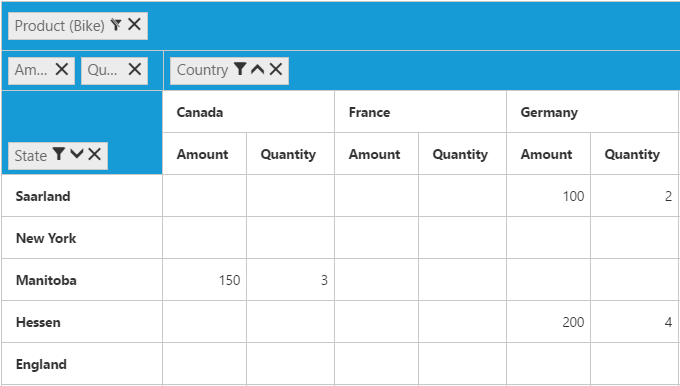 Product (Bike)
Am... Qu... Country
Canada France Germany
State Amount Quantity Amount Quantity Amount Quantity
Saarland 100 2
New York
Manitoba 150 3
Hessen 200 4
England